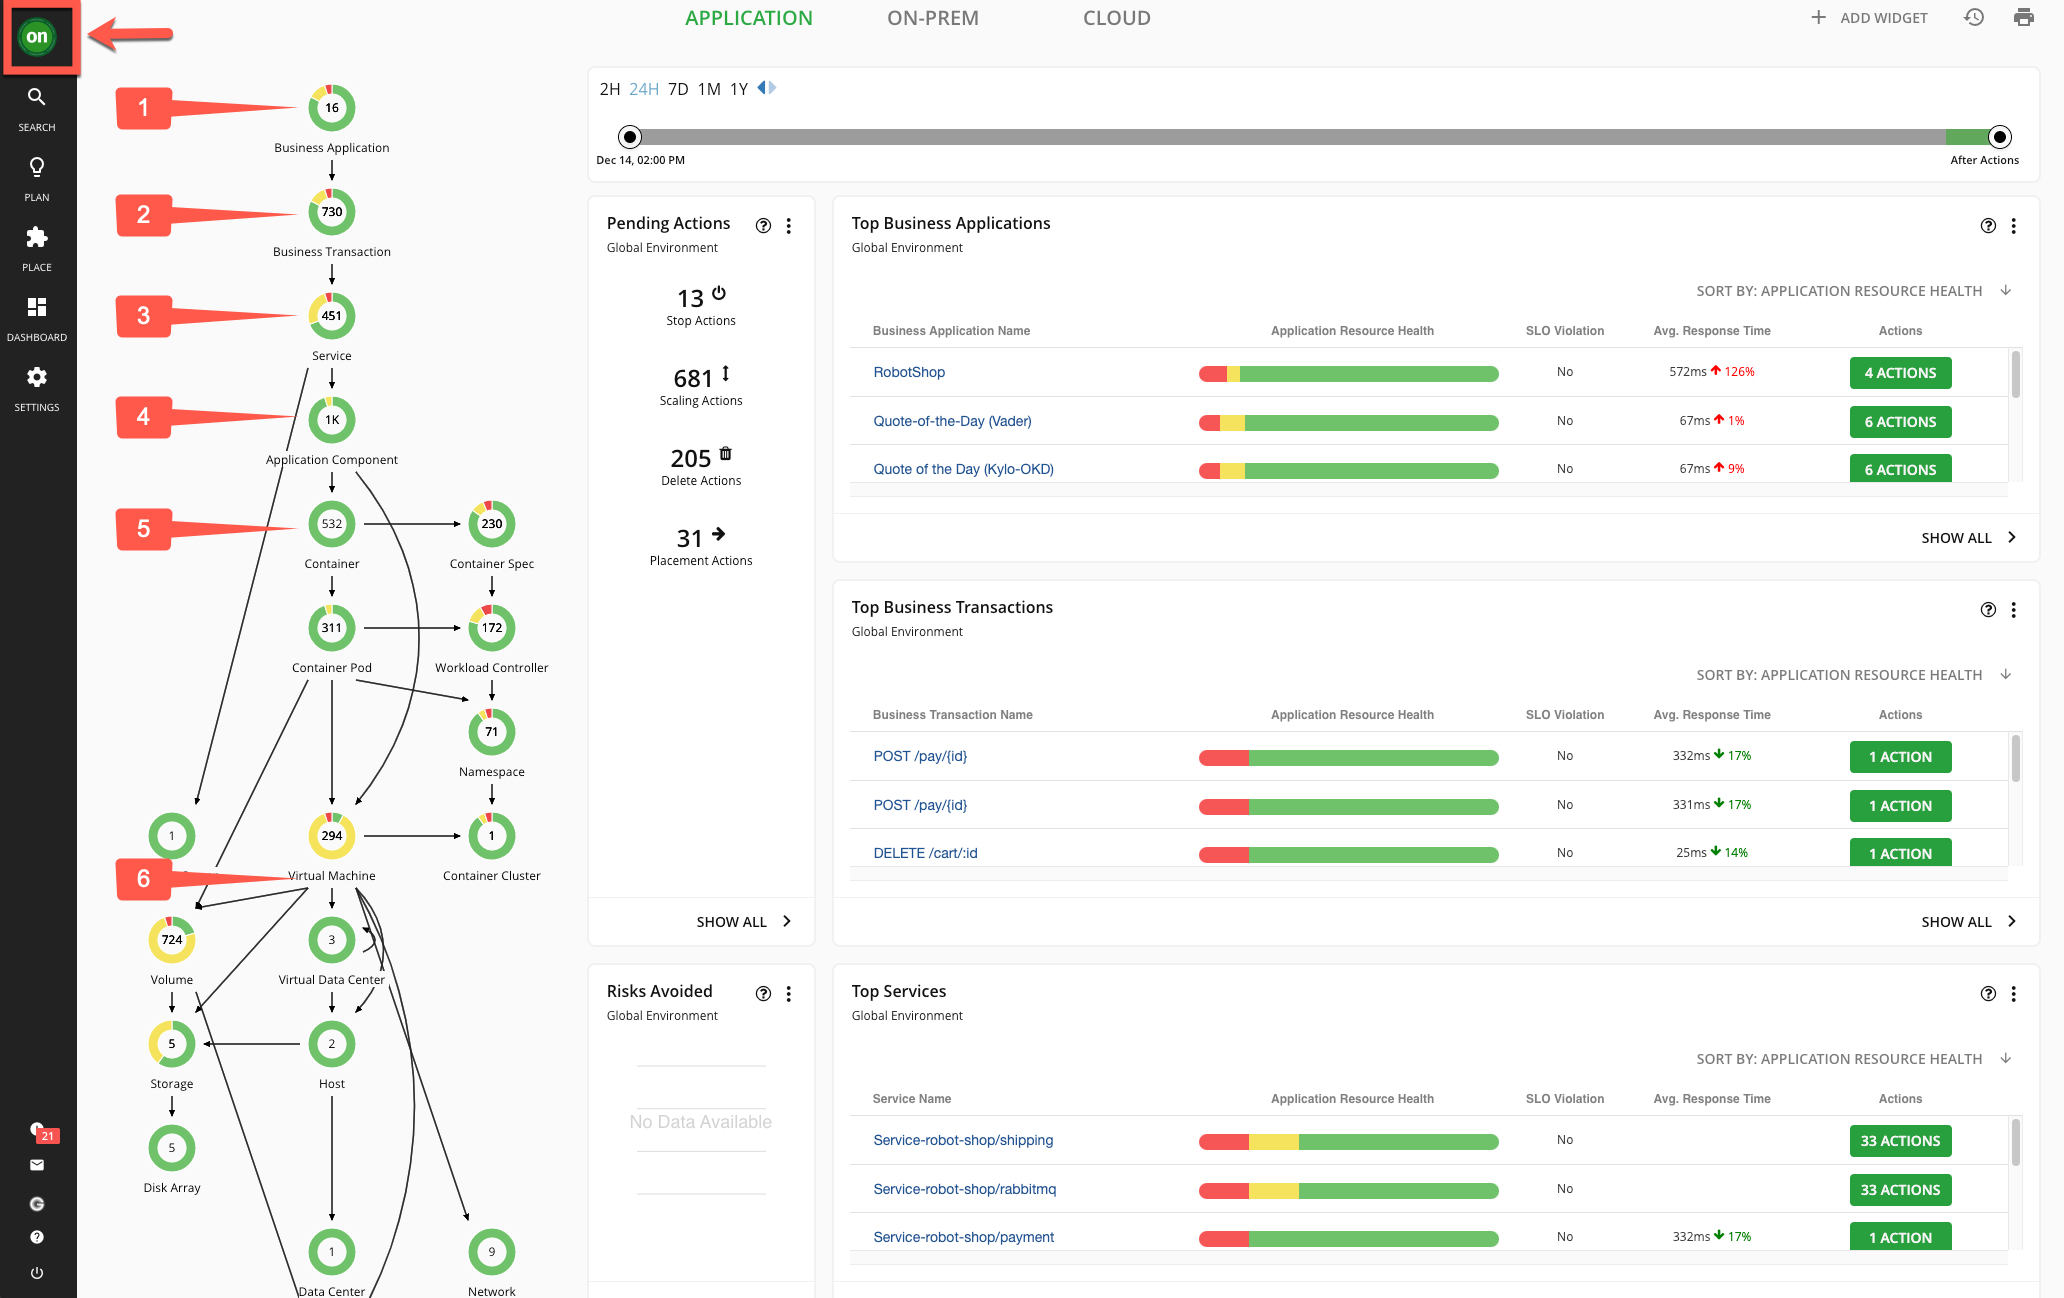 on
SEARCH
PLAN
PLACE
DASHBOARD
SETTINGS
21
1
16
Business Application
2
730
Business Transaction
3
451
Service
4
1K
Application Component
5
532
Container
230
Container Spec
311
Container Pod
172
Workload Controller
71
Namespace
1
294
Virtual Machine
1
Container Cluster
6
724
Volume
3
Virtual Data Center
5
Storage
2
Host
5
Disk Array
1
Data Center
9
Network
APPLICATION
ON-PREM
CLOUD
ADD WIDGET
2H 24H 7D 1M 1Y
Dec 14, 02:00 PM
After Actions
Pending Actions
Global Environment
13
Stop Actions
681
Scaling Actions
205
Delete Actions
31
Placement Actions
SHOW ALL
Top Business Applications
Global Environment
SORT BY: APPLICATION RESOURCE HEALTH
Business Application Name Application Resource Health SLO Violation Avg. Response Time Actions
RobotShop No 572ms 126% 4 ACTIONS
Quote-of-the-Day (Vader) No 67ms 1% 6 ACTIONS
Quote of the Day (Kylo-OKD) No 67ms 9% 6 ACTIONS
SHOW ALL
Top Business Transactions
Global Environment
SORT BY: APPLICATION RESOURCE HEALTH
Business Transaction Name Application Resource Health SLO Violation Avg. Response Time Actions
POST /pay/{id} No 332ms 17% 1 ACTION
POST /pay/{id} No 331ms 17% 1 ACTION
DELETE /cart/:id No 25ms 14% 1 ACTION
SHOW ALL
Risks Avoided
Global Environment
No Data Available
Top Services
Global Environment
SORT BY: APPLICATION RESOURCE HEALTH
Service Name Application Resource Health SLO Violation Avg. Response Time Actions
Service-robot-shop/shipping No 33 ACTIONS
Service-robot-shop/rabbitmq No 33 ACTIONS
Service-robot-shop/payment No 332ms 17% 1 ACTION